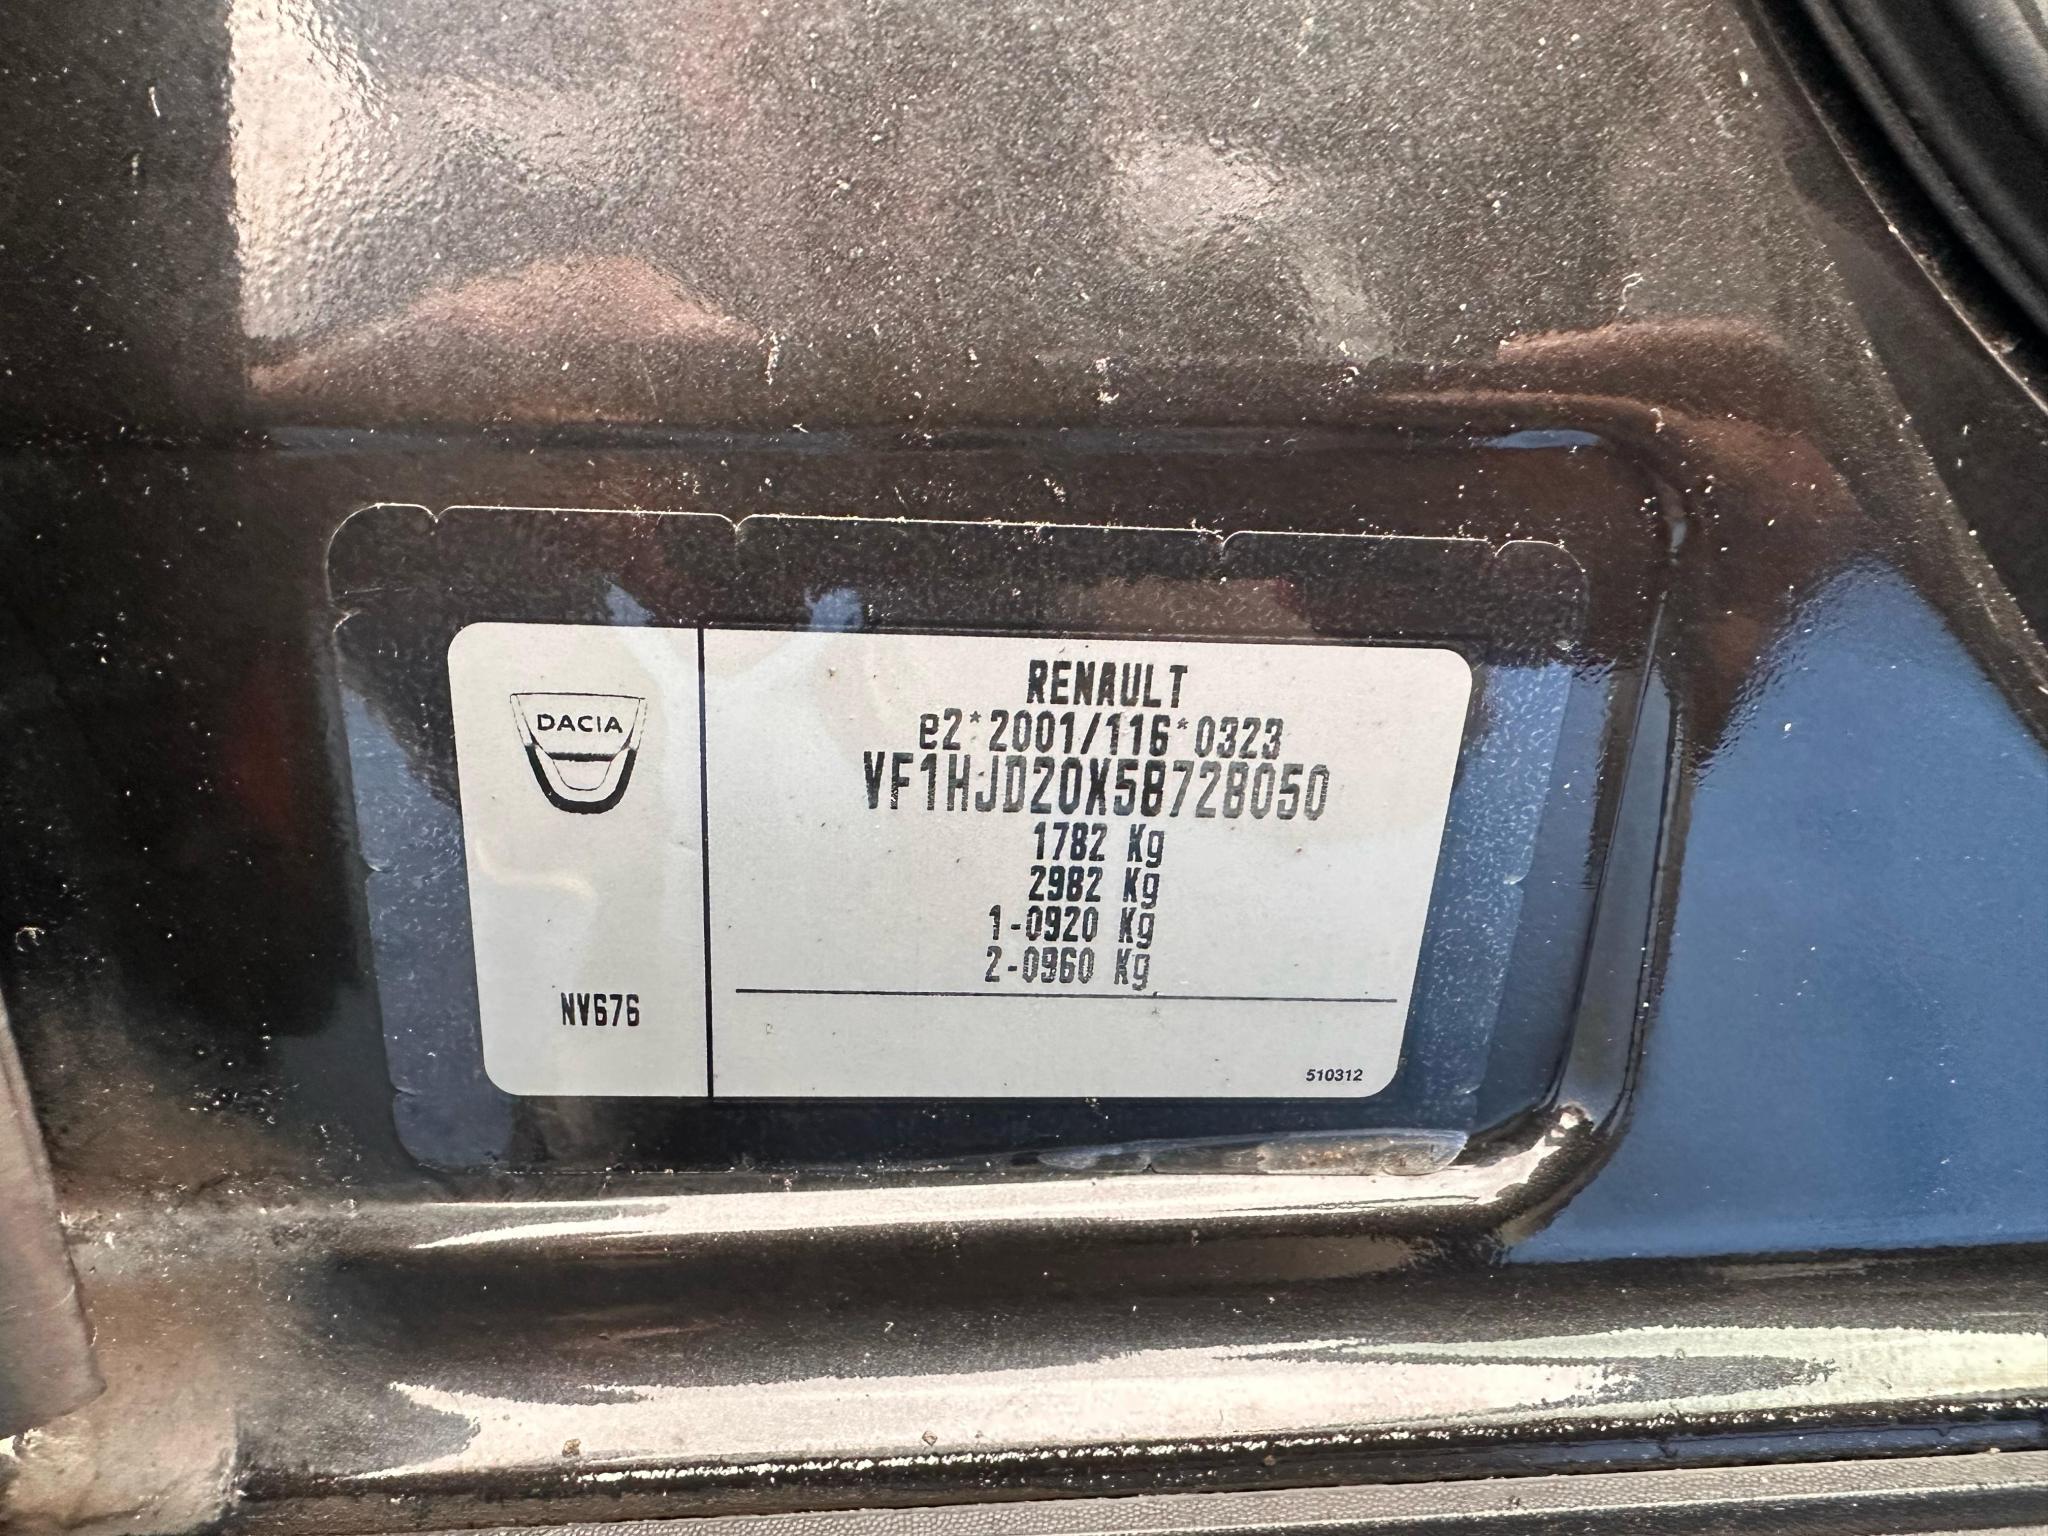 DACIA
RENAULT
e2*2001/116*0323
VF1HJD20X58728050
1782 Kg
2982 Kg
1-0920 Kg
2-0960 Kg
NV676
510312